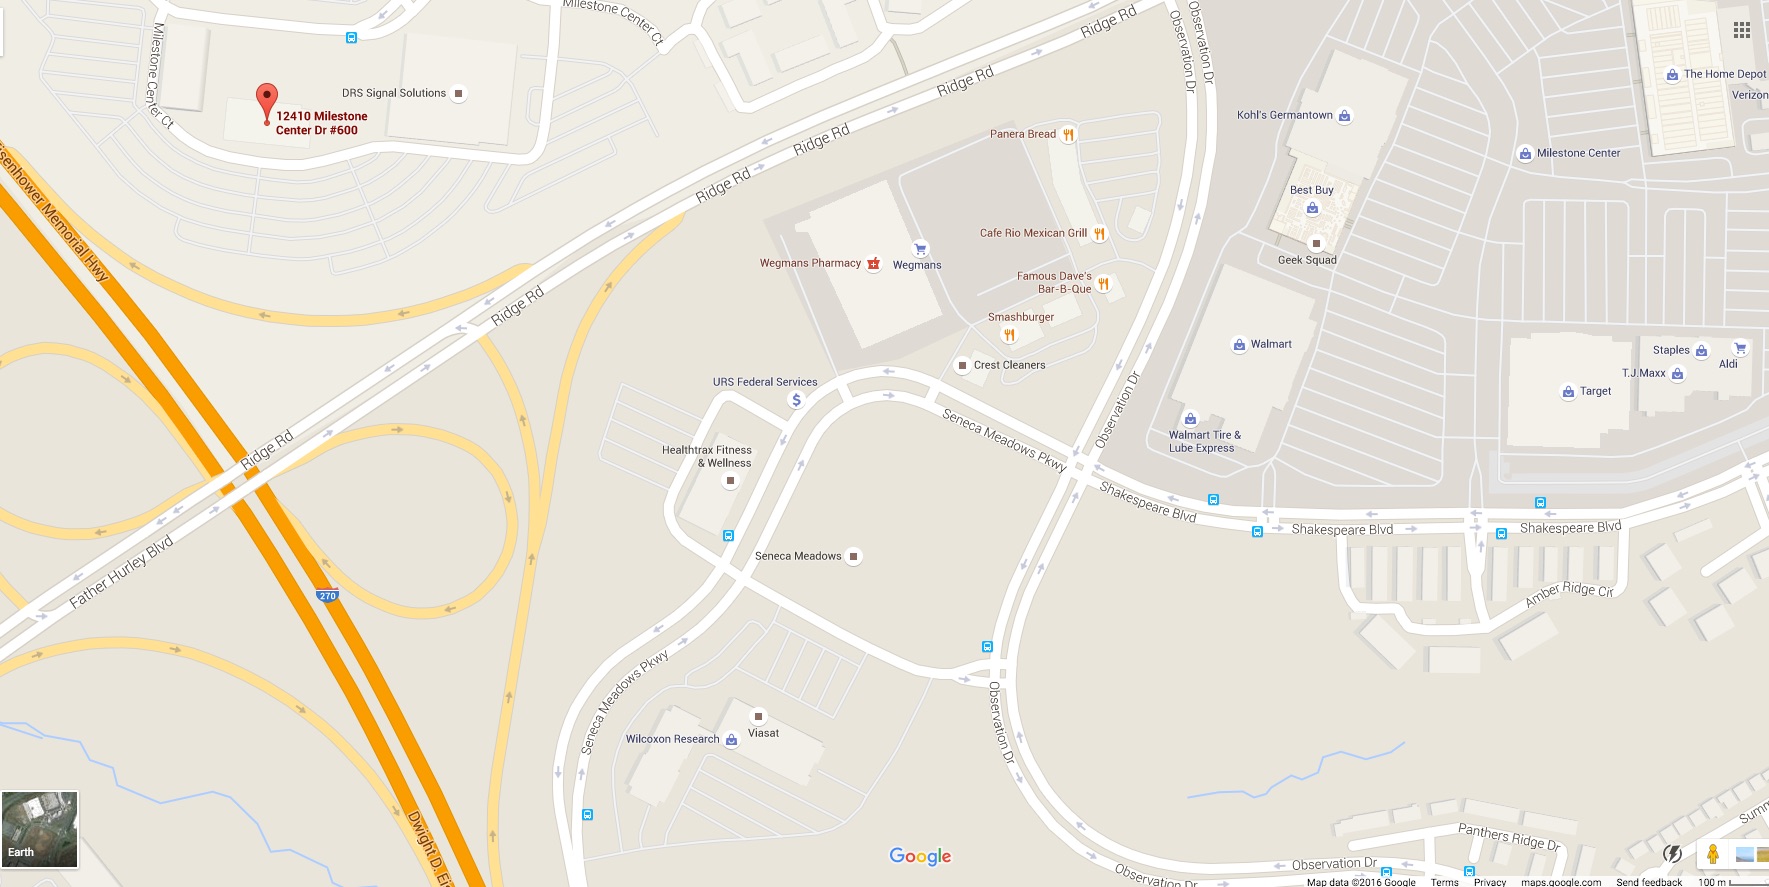 Milestone Center Ct
Milestone Center Ct
Milestone Center Ct
DRS Signal Solutions
12410 Milestone
Center Dr #600
Ridge Rd
Ridge Rd
Ridge Rd
Ridge Rd
Ridge Rd
Ridge Rd
Observation Dr
Observation Dr
Panera Bread
Kohl's Germantown
The Home Depot
Verizon
Milestone Center
Best Buy
Geek Squad
Cafe Rio Mexican Grill
Wegmans Pharmacy
Wegmans
Famous Dave's
Bar-B-Que
Smashburger
Crest Cleaners
Walmart
Staples
Aldi
T.J.Maxx
Target
URS Federal Services
Seneca Meadows Pkwy
Observation Dr
Walmart Tire &
Lube Express
Healthtrax Fitness
& Wellness
Shakespeare Blvd
Shakespeare Blvd
Shakespeare Blvd
Seneca Meadows
Father Hurley Blvd
270
Amber Ridge Cir
Seneca Meadows Pkwy
Observation Dr
Wilcoxon Research
Viasat
Dwight D.
Earth
Google
Panthers Ridge Dr
Observation Dr
Observation Dr
Map data ©2016 Google
Terms
Privacy
maps.google.com
Send feedback
100 m